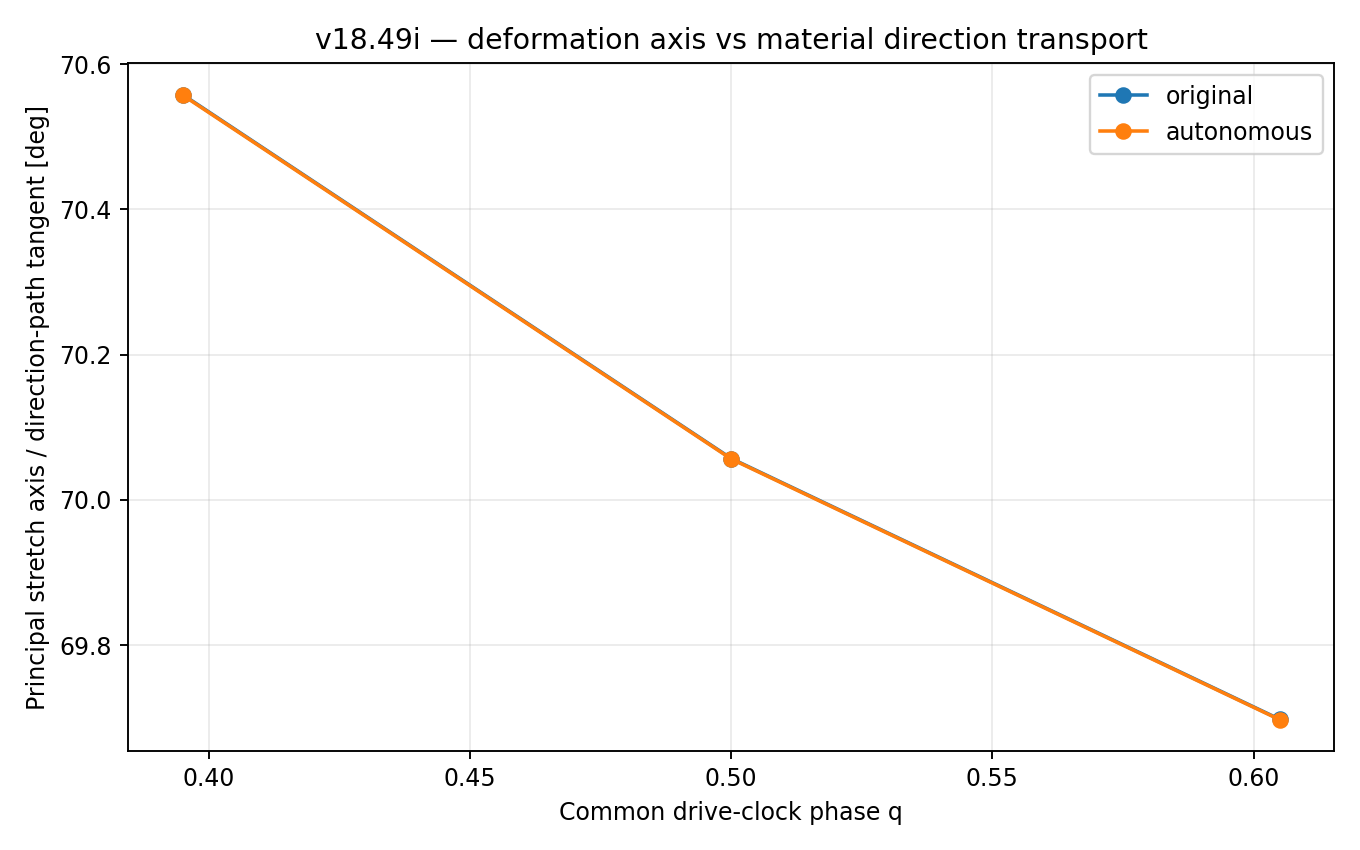 v18.49i — deformation axis vs material direction transport
original
autonomous
Principal stretch axis / direction-path tangent [deg]
70.6
70.4
70.2
70.0
69.8
0.40 0.45 0.50 0.55 0.60
Common drive-clock phase q